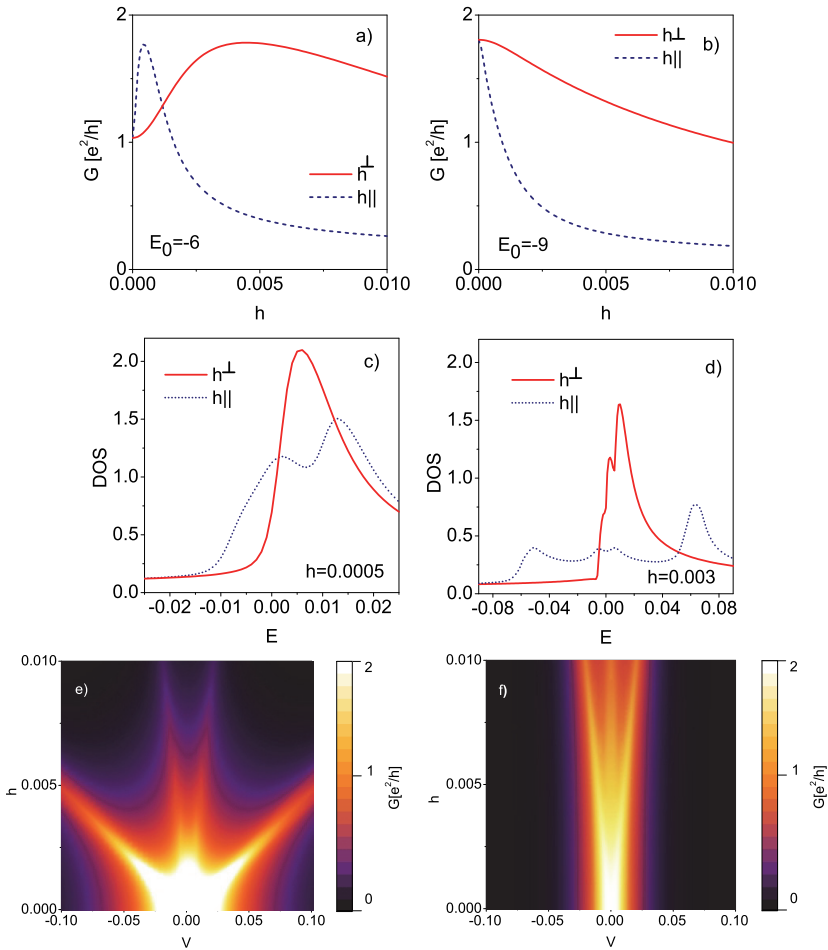 2
1
0
0.000
0.005
0.010
G [e²/h]
h
a)
h⊥
h||
E₀=-6
2
1
0
0.000
0.005
0.010
G [e²/h]
h
b)
h⊥
h||
E₀=-9
2.0
1.5
1.0
0.5
0.0
-0.02
-0.01
0.00
0.01
0.02
DOS
E
c)
h⊥
h||
h=0.0005
2.0
1.5
1.0
0.5
0.0
-0.08
-0.04
0.00
0.04
0.08
DOS
E
d)
h⊥
h||
h=0.003
0.010
0.005
0.000
-0.10
-0.05
0.00
0.05
0.10
h
V
e)
2
1
0
G[e²/h]
0.010
0.005
0.000
-0.10
-0.05
0.00
0.05
0.10
h
V
f)
2
1
0
G[e²/h]